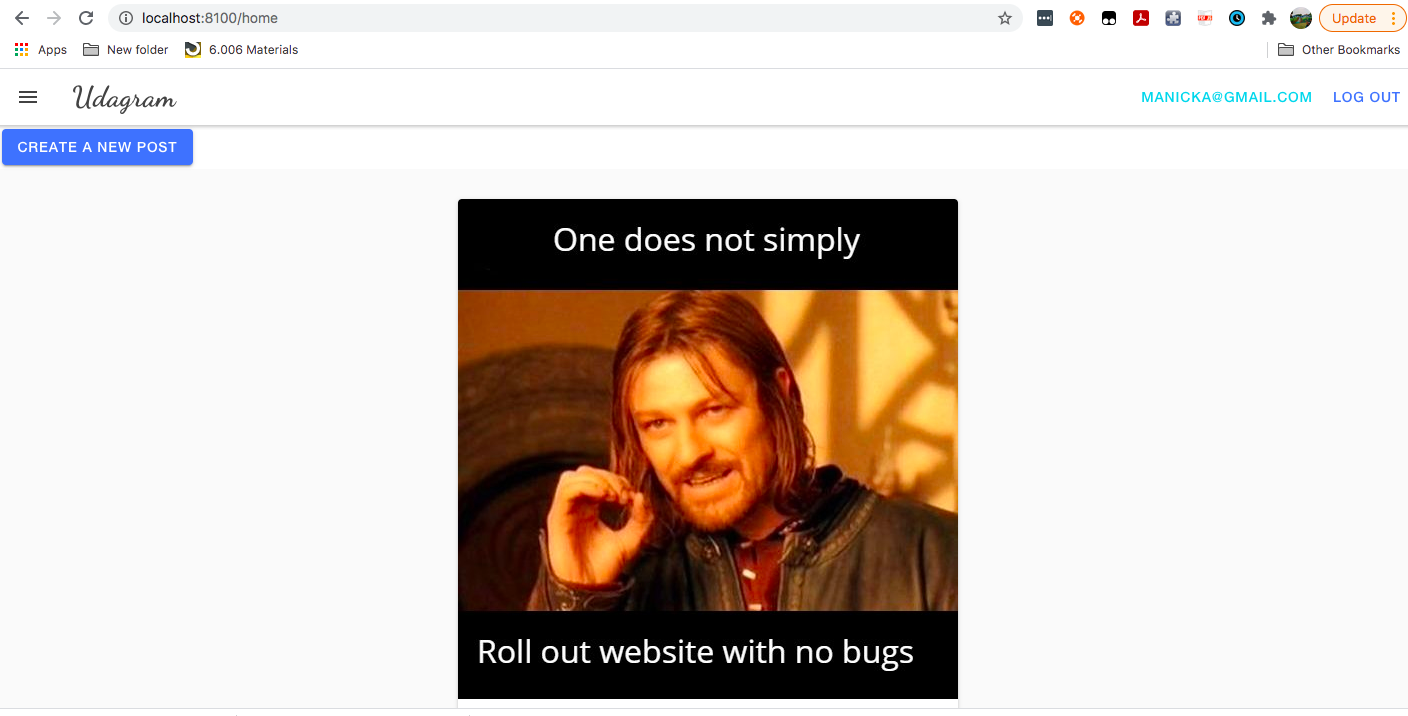 localhost:8100/home
Update
Apps
New folder
6.006 Materials
Other Bookmarks
Udagram
MANICKA@GMAIL.COM
LOG OUT
CREATE A NEW POST
One does not simply
Roll out website with no bugs